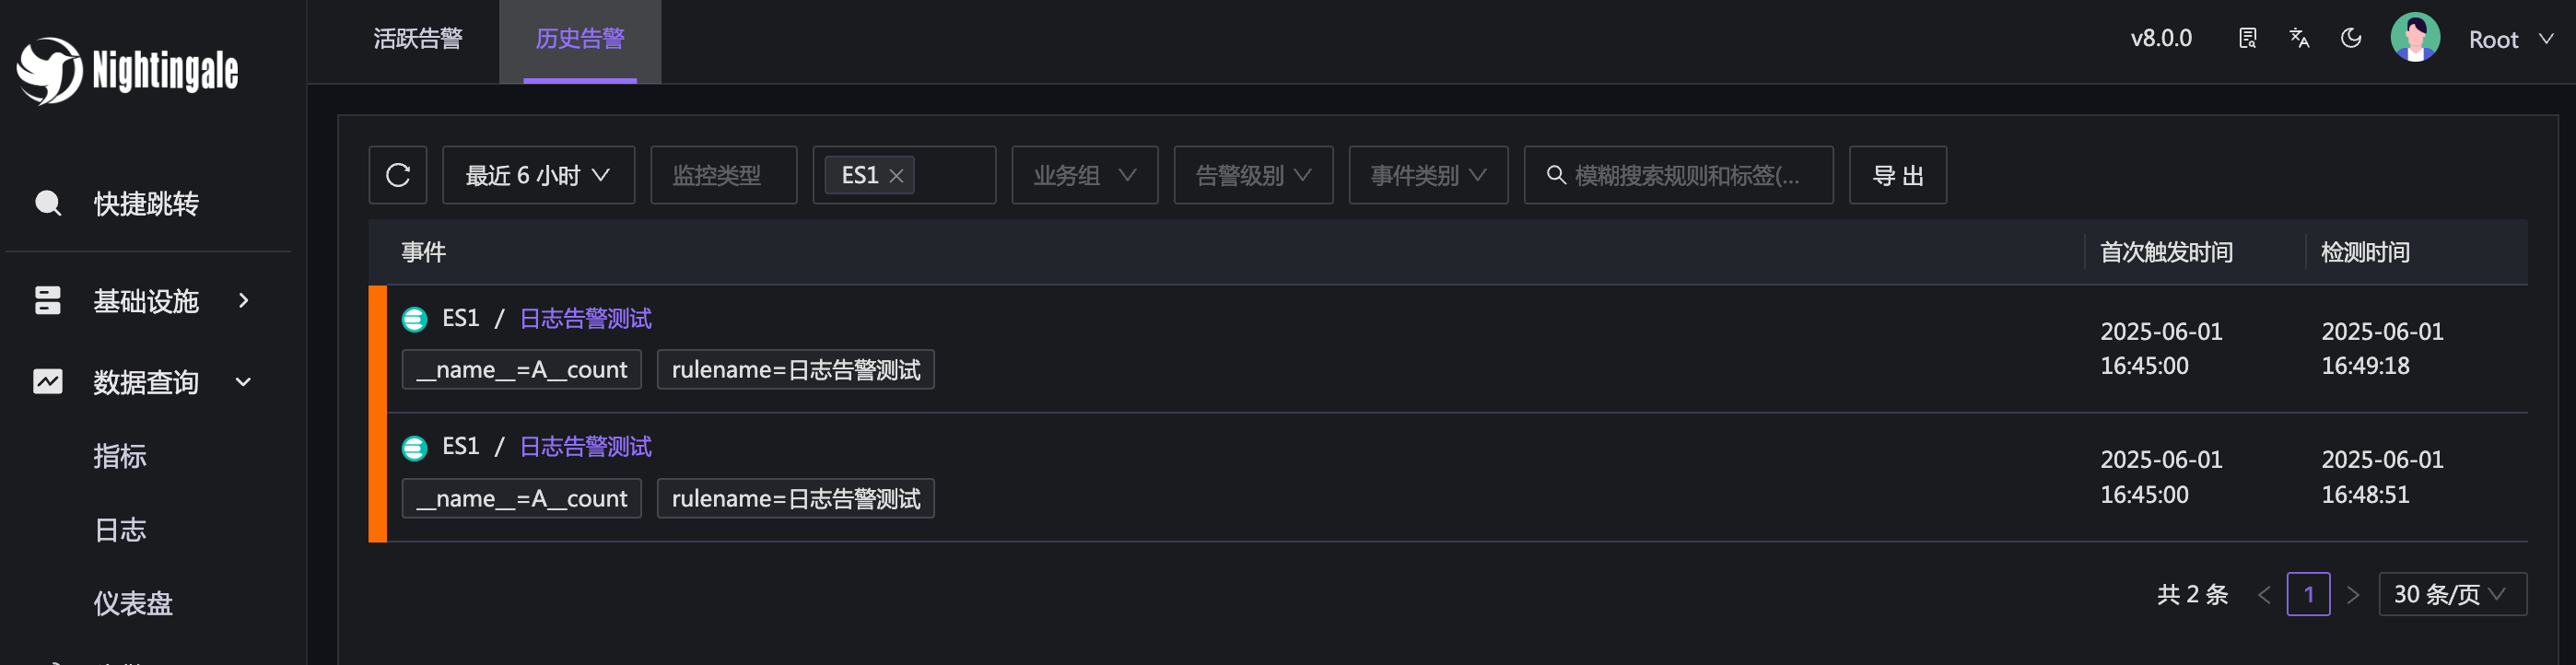 Nightingale
活跃告警
历史告警
v8.0.0
Root
快捷跳转
基础设施
数据查询
指标
日志
仪表盘
最近 6 小时
监控类型
ES1
业务组
告警级别
事件类别
模糊搜索规则和标签(...
导 出
事件
首次触发时间
检测时间
ES1 / 日志告警测试
__name__=A__count
rulename=日志告警测试
2025-06-01
16:45:00
2025-06-01
16:49:18
ES1 / 日志告警测试
__name__=A__count
rulename=日志告警测试
2025-06-01
16:45:00
2025-06-01
16:48:51
共 2 条
1
30 条/页